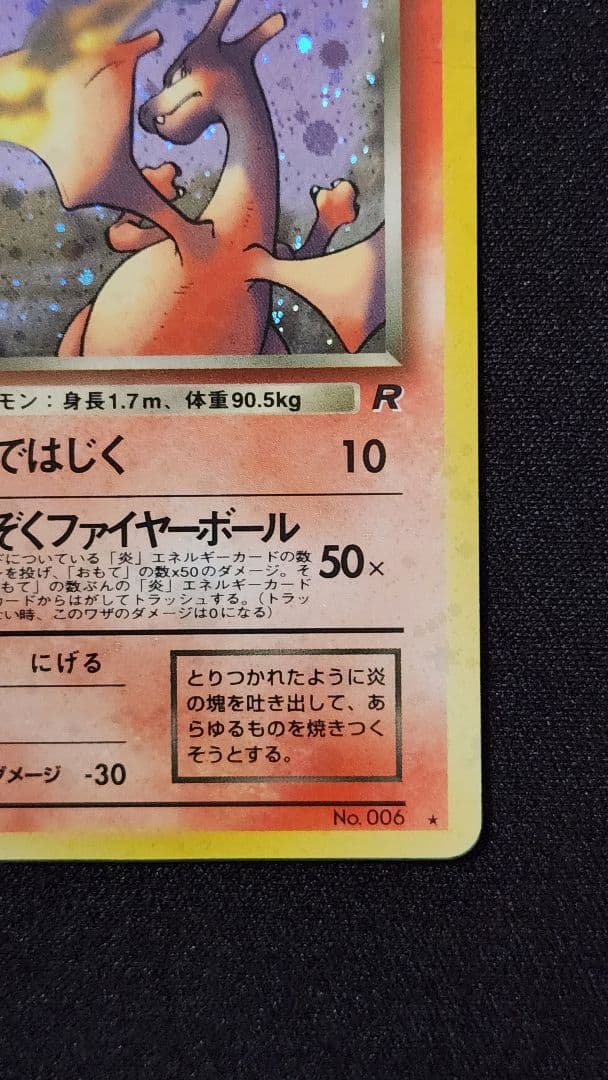 モン：身長1.7m、体重90.5kg R
ではじく 10
ぞくファイヤーボール
ドについている「炎」エネルギーカードの数
ーを投げ、「おもて」の数x50のダメージ。そ
もて」の数ぶんの「炎」エネルギーカード
カードからはがしてトラッシュする。（トラッ
ない時、このワザのダメージは0になる）
50×
にげる
ダメージ -30
とりつかれたように炎
の塊を吐き出して、あ
らゆるものを焼きつく
そうとする。
No. 006 ★